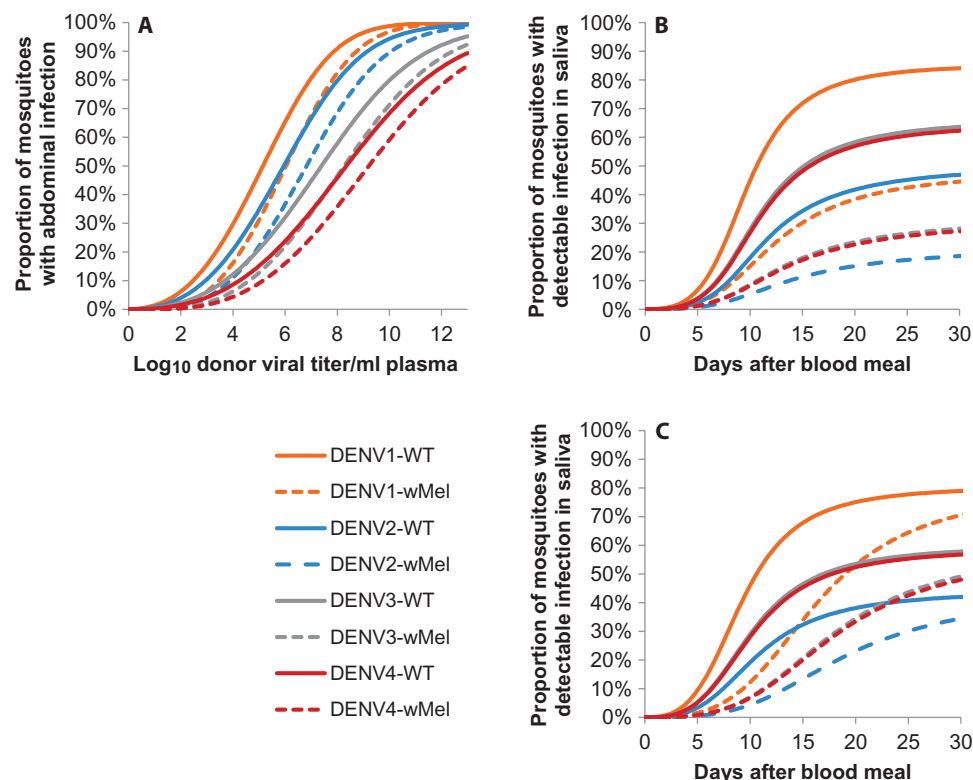 A
Proportion of mosquitoes
with abdominal infection
100%
90%
80%
70%
60%
50%
40%
30%
20%
10%
0%
0 2 4 6 8 10 12
Log10 donor viral titer/ml plasma
B
Proportion of mosquitoes with
detectable infection in saliva
100%
90%
80%
70%
60%
50%
40%
30%
20%
10%
0%
0 5 10 15 20 25 30
Days after blood meal
DENV1-WT
DENV1-wMel
DENV2-WT
DENV2-wMel
DENV3-WT
DENV3-wMel
DENV4-WT
DENV4-wMel
C
Proportion of mosquitoes with
detectable infection in saliva
100%
90%
80%
70%
60%
50%
40%
30%
20%
10%
0%
0 5 10 15 20 25 30
Days after blood meal